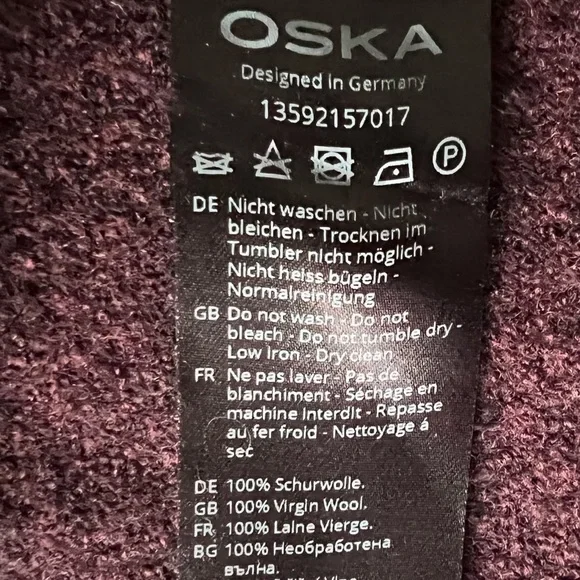 OSKA
Designed in Germany
13592157017
P
DE Nicht waschen - Nicht
bleichen - Trocknen im
Tumbler nicht möglich -
Nicht heiss bügeln -
Normalreinigung
GB Do not wash - Do not
bleach - Do not tumble dry -
Low Iron - Dry clean
FR Ne pas laver - Pas de
blanchiment - Séchage en
machine interdit - Repasse
au fer froid - Nettoyage á
sec
DE 100% Schurwolle.
GB 100% Virgin Wool.
FR 100% Laine Vierge.
BG 100% Необработена
вълна.